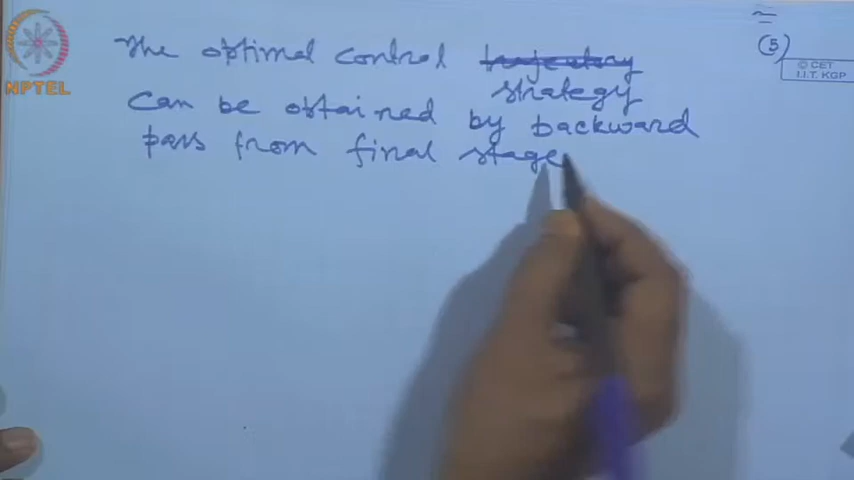 The optimal control trajectory
strategy
can be obtained by backward
pass from final stage
5
© CET
I.I.T. KGP
NPTEL